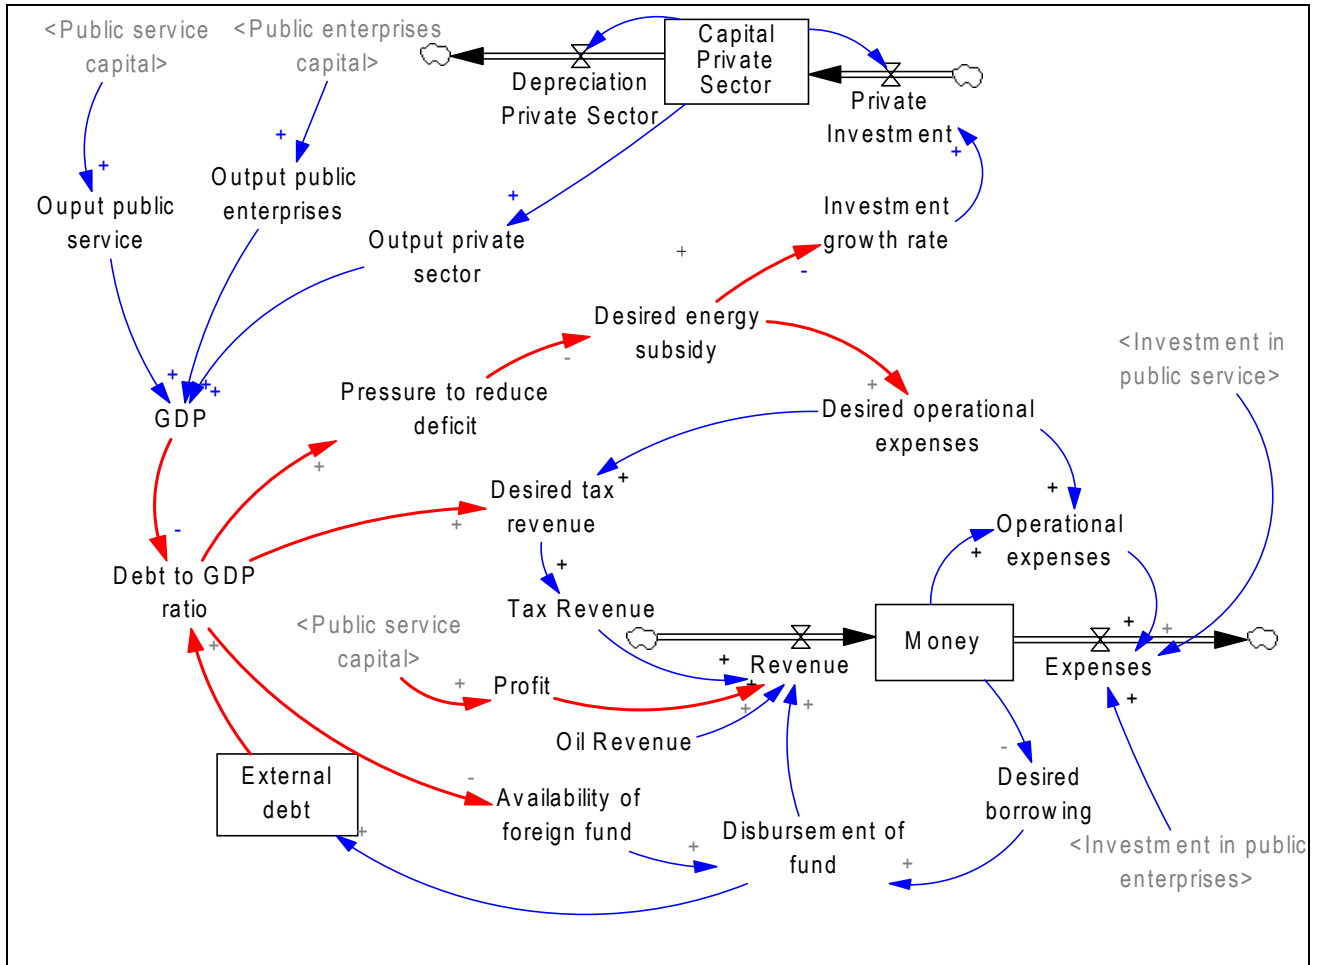 <Public service
capital>
<Public enterprises
capital>
Capital
Private
Sector
Depreciation
Private Sector
Private
Investment
+
+
+
+
Output public
enterprises
Ouput public
service
Output private
sector
Investment
growth rate
+
-
Desired energy
subsidy
-
<Investment in
public service>
+
+
+
+
Pressure to reduce
deficit
Desired operational
expenses
GDP
+
+
Desired tax
revenue
+
+
-
+
Operational
expenses
+
Debt to GDP
ratio
+
+
Tax Revenue
<Public service
capital>
+
+
+
Money
+
Revenue
Expenses
+
Profit
+
+
+
+
Oil Revenue
-
External
debt
-
Desired
borrowing
Availability of
foreign fund
+
Disbursement of
fund
+
+
<Investment in public
enterprises>